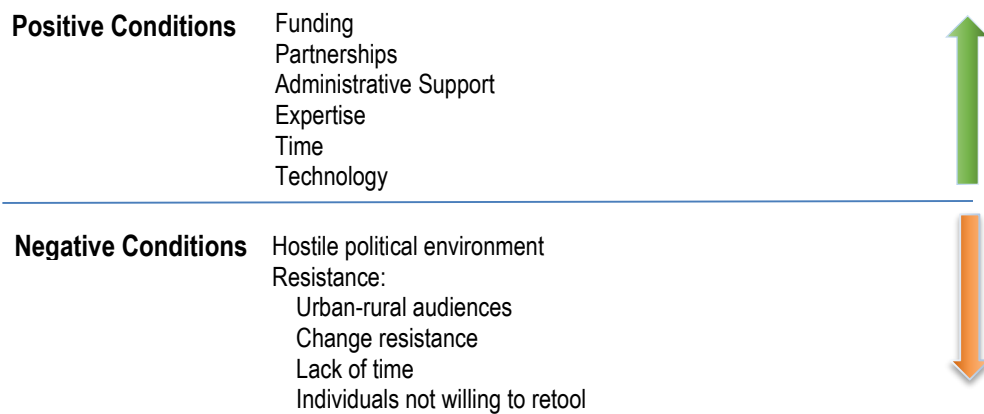 Positive Conditions Funding
Partnerships
Administrative Support
Expertise
Time
Technology
Negative Conditions Hostile political environment
Resistance:
Urban-rural audiences
Change resistance
Lack of time
Individuals not willing to retool